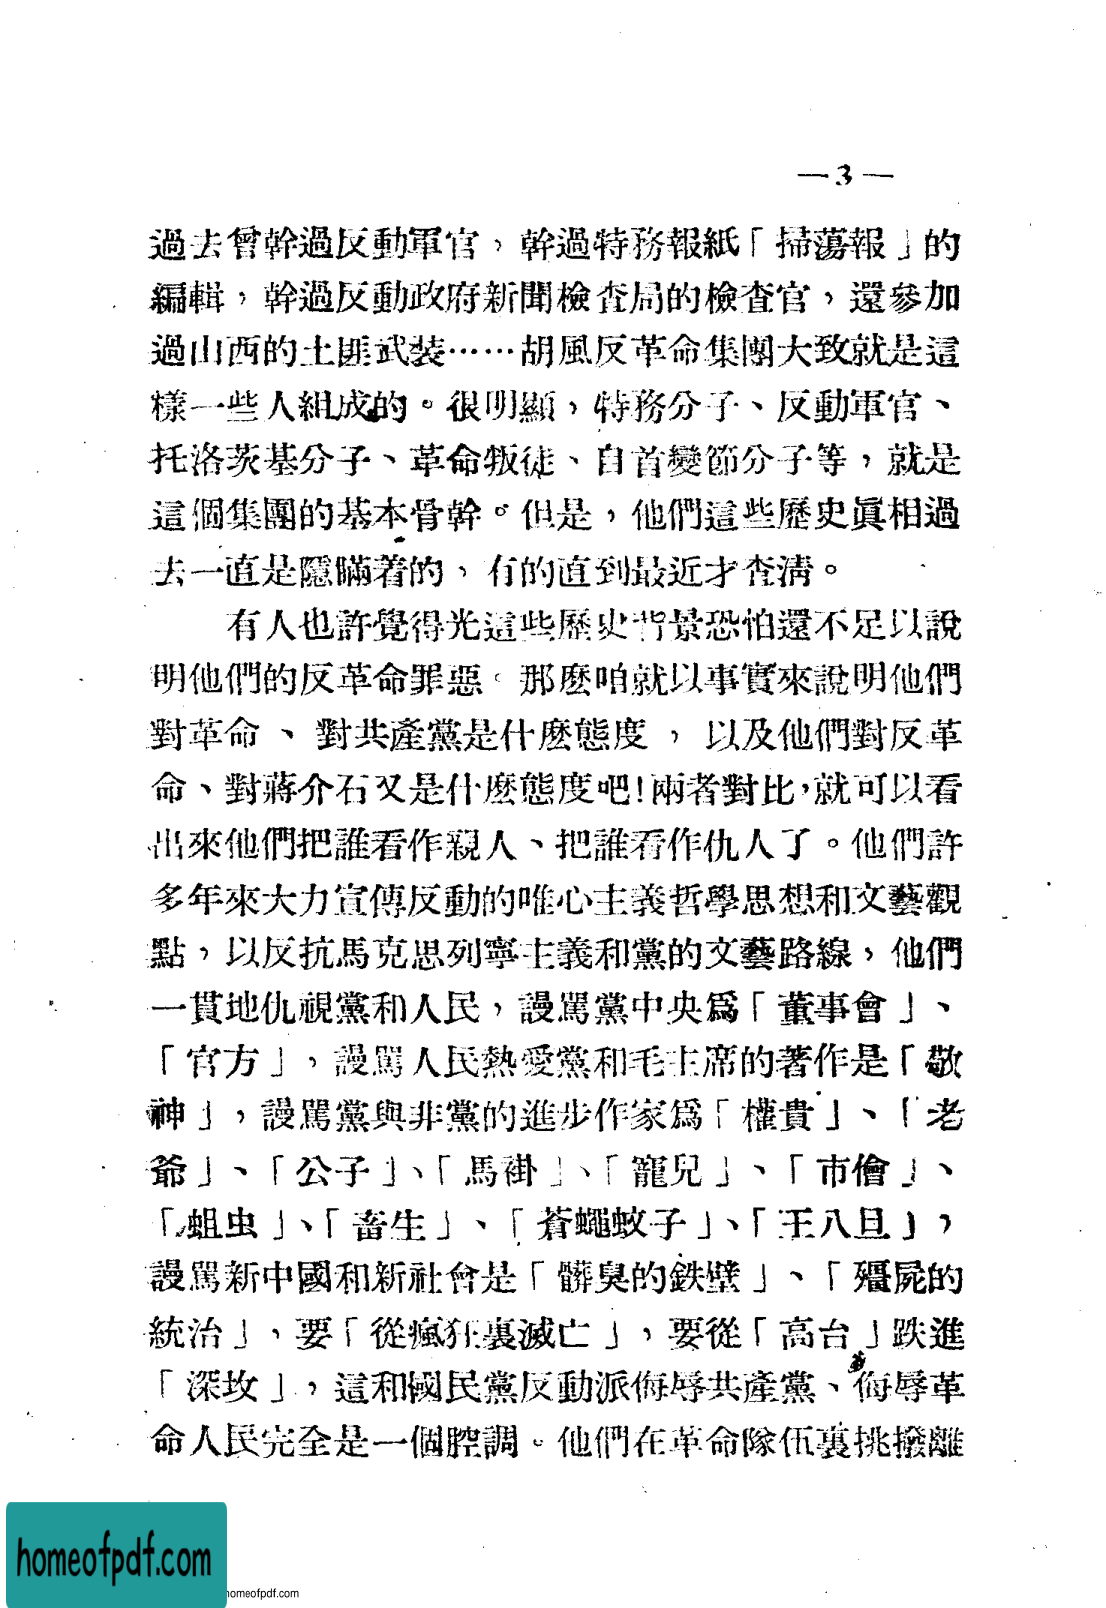 —3—
過去曾幹過反動軍官，幹過特務報紙「掃蕩報」的
編輯，幹過反動政府新聞檢査局的檢査官，還參加
過山西的土匪武裝……胡風反革命集團大致就是這
樣一些人組成的。很明顯，特務分子、反動軍官、
托洛茨基分子、革命叛徒、自首變節分子等，就是
這個集團的基本骨幹。但是，他們這些歷史眞相過
去一直是隱瞞着的，有的直到最近才査淸。
有人也許覺得光這些歷史背景恐怕還不足以說
明他們的反革命罪惡。那麼咱就以事實來說明他們
對革命、對共產黨是什麽態度，以及他們對反革
命、對蔣介石又是什麽態度吧！兩者對比，就可以看
出來他們把誰看作親人、把誰看作仇人了。他們許
多年來大力宣傳反動的唯心主義哲學思想和文藝觀
點，以反抗馬克思列寧主義和黨的文藝路線，他們
一貫地仇視黨和人民，謾駡黨中央爲「董事會」、
「官方」，謾駡人民熱愛黨和毛主席的著作是「敬
神」，謾駡黨與非黨的進步作家爲「權貴」、「老
爺」、「公子」、「馬褂」、「寵兒」、「市儈」、
「蛆虫」、「畜生」、「蒼蠅蚊子」、「王八旦」，
謾駡新中國和新社會是「髒臭的鉄壁」、「殭屍的
統治」，要「從瘋狂裏滅亡」，要從「高台」跌進
「深坟」，這和國民黨反動派侮辱共產黨、侮辱革
命人民完全是一個腔調。他們在革命隊伍裏挑撥離
homeofpdf.com
homeofpdf.com